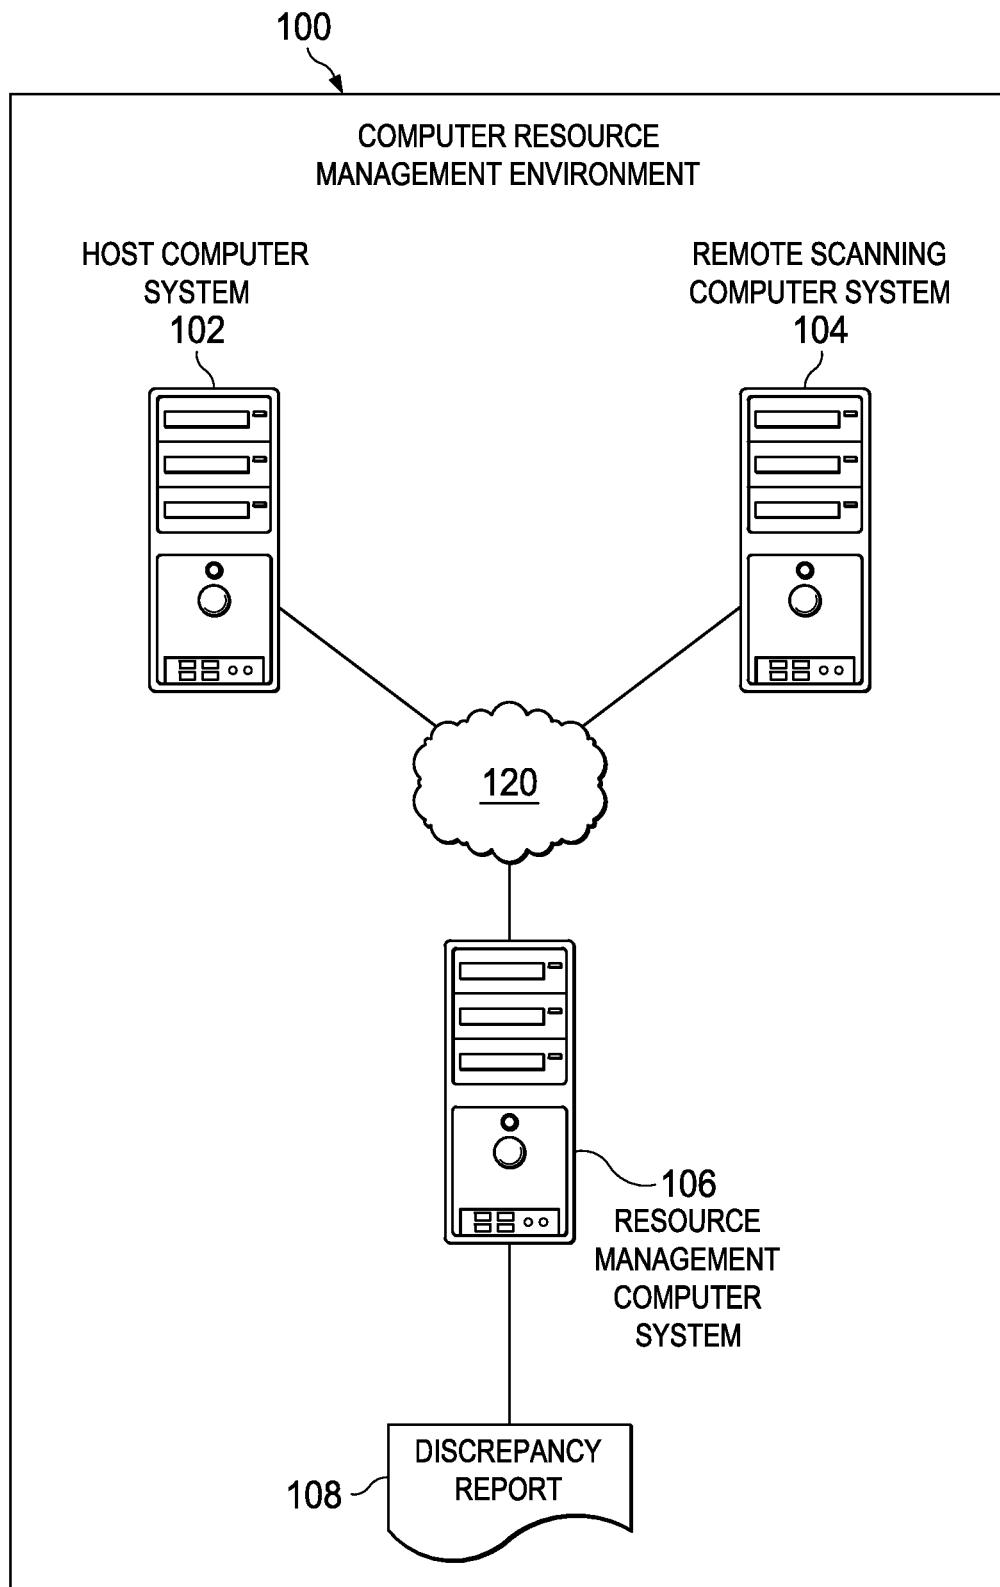 100
COMPUTER RESOURCE
MANAGEMENT ENVIRONMENT
HOST COMPUTER
SYSTEM
102
REMOTE SCANNING
COMPUTER SYSTEM
104
120
106
RESOURCE
MANAGEMENT
COMPUTER
SYSTEM
DISCREPANCY
REPORT
108